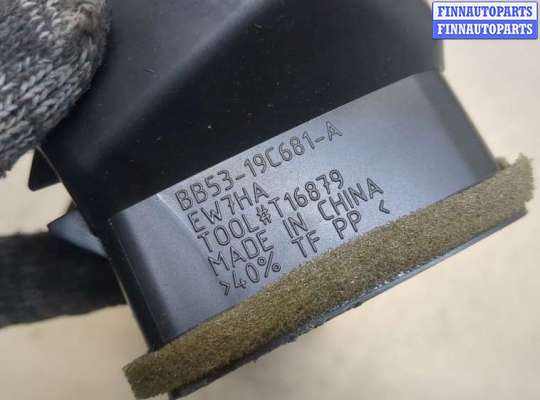 FINNAUTOPARTS
FINNAUTOPARTS
BB53-19C681-A
EW7HA
TOOL#T16879
MADE IN CHINA
>40% TF PP<